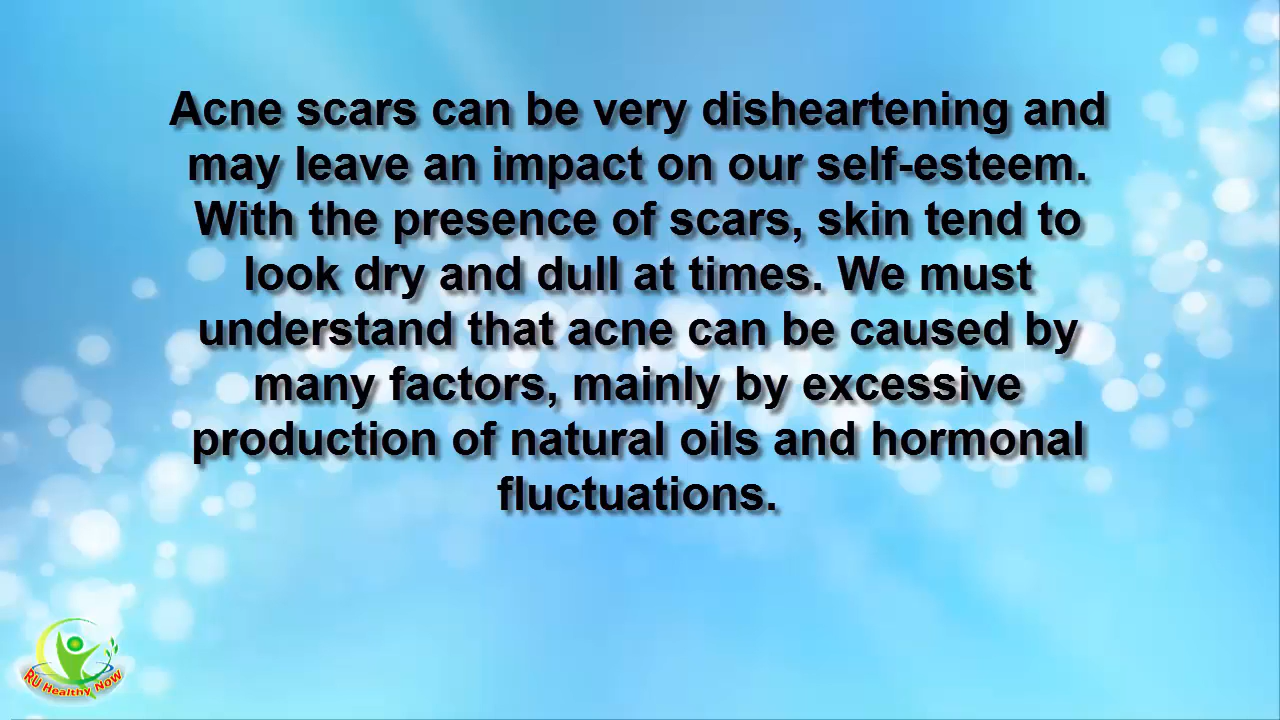 Acne scars can be very disheartening and
may leave an impact on our self-esteem.
With the presence of scars, skin tend to
look dry and dull at times. We must
understand that acne can be caused by
many factors, mainly by excessive
production of natural oils and hormonal
fluctuations.
RU Healthy Now